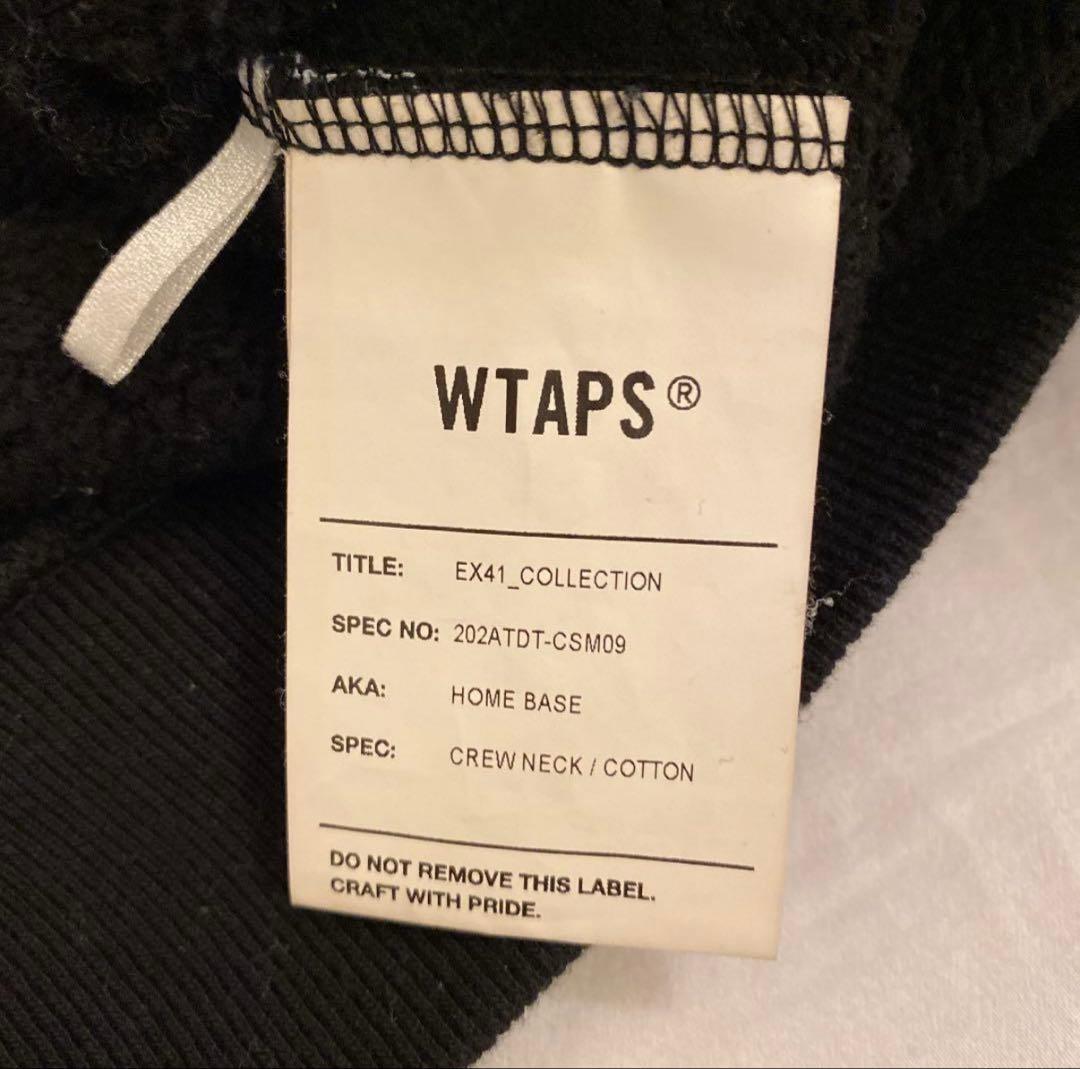 WTAPS®
TITLE: EX41_COLLECTION
SPEC NO: 202ATDT-CSM09
AKA: HOME BASE
SPEC: CREW NECK / COTTON
DO NOT REMOVE THIS LABEL.
CRAFT WITH PRIDE.